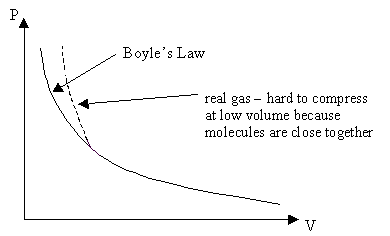 P
Boyle's Law
real gas – hard to compress
at low volume because
molecules are close together
V